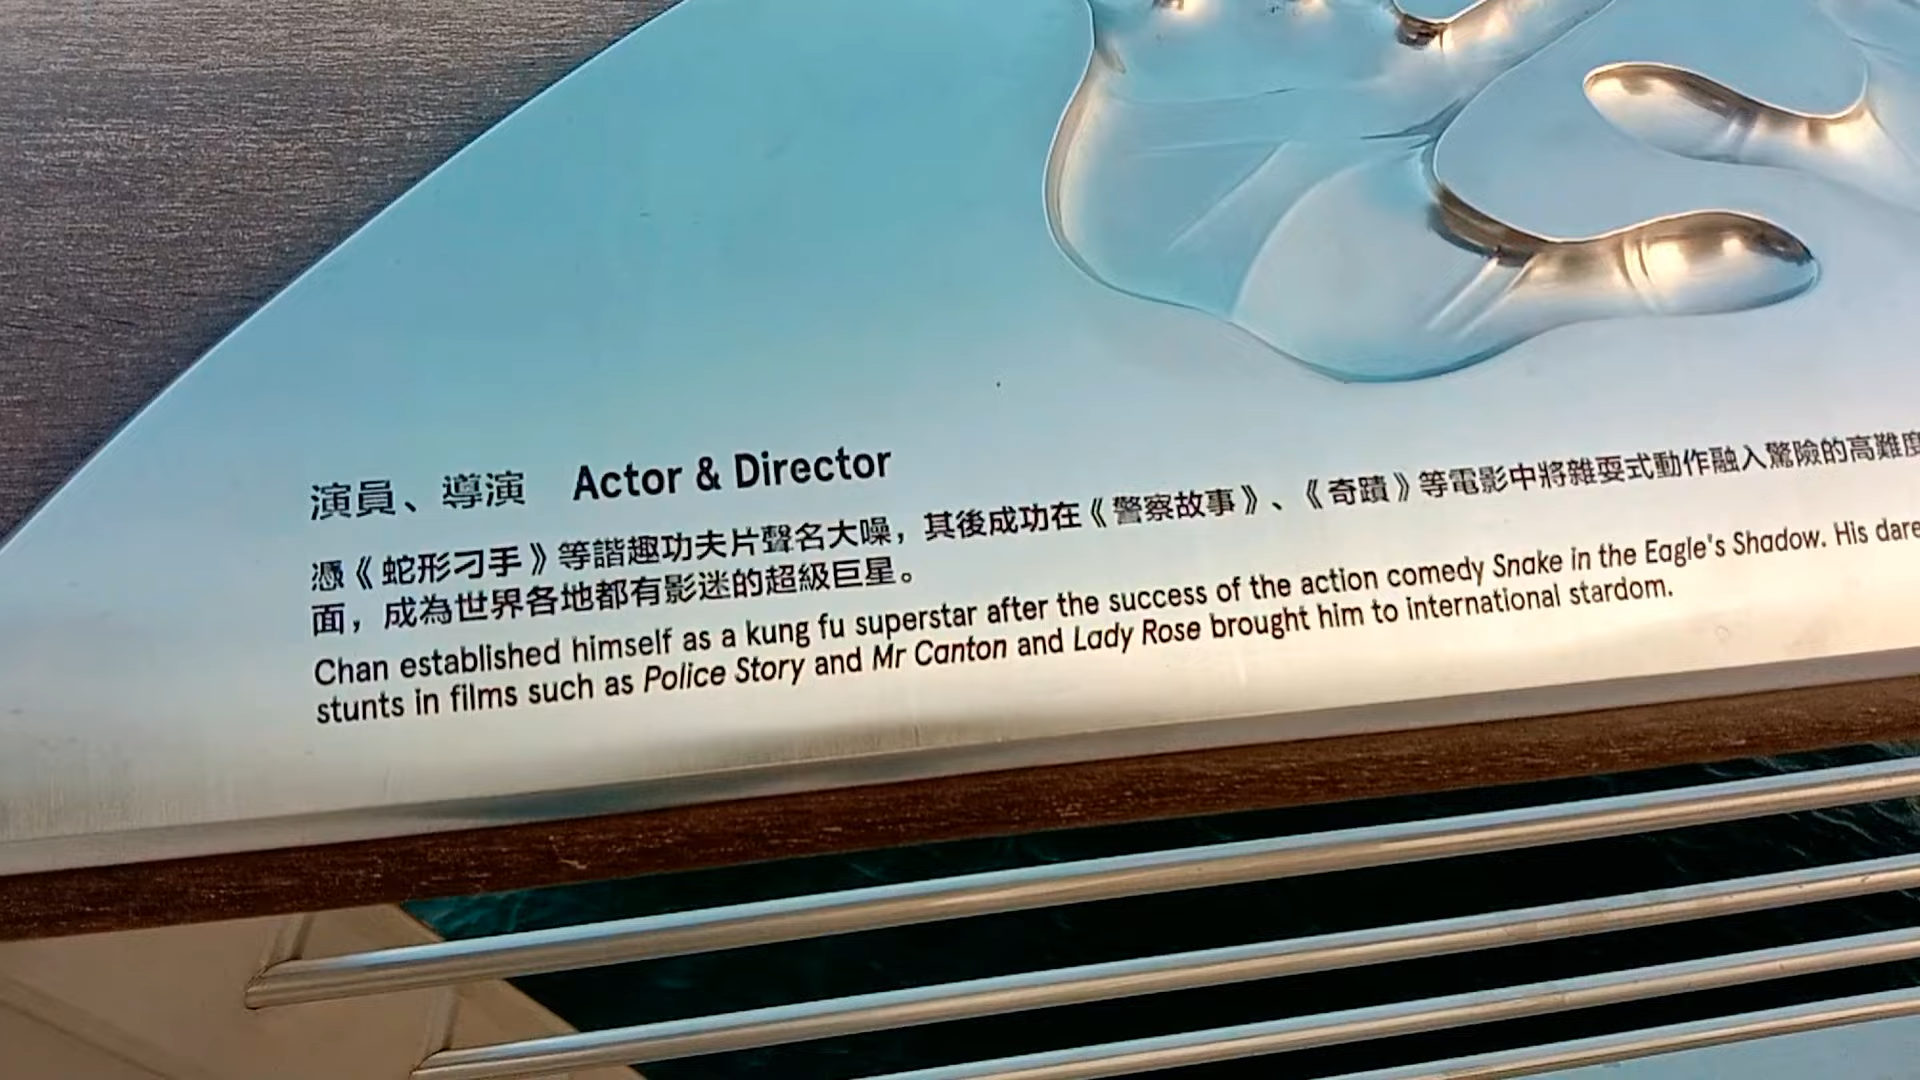 演員、導演 Actor & Director
憑《蛇形刁手》等諧趣功夫片聲名大噪，其後成功在《警察故事》、《奇蹟》等電影中將雜耍式動作融入驚險的高難度
面，成為世界各地都有影迷的超級巨星。
Chan established himself as a kung fu superstar after the success of the action comedy Snake in the Eagle's Shadow. His dare
stunts in films such as Police Story and Mr Canton and Lady Rose brought him to international stardom.